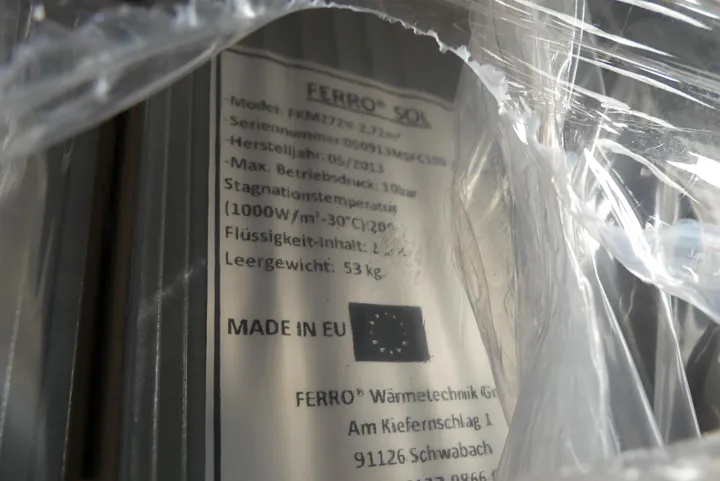 FERRO® SOL
-Model: 2,72m²
-Seriennummer:
-Herstelljahr: 05/2013
-Max. Betriebsdruck: 10bar
Stagnationstemperatur
(1000W/m²-30°C):
Flüssigkeit-Inhalt:
Leergewicht: 53 kg
MADE IN EU
FERRO® Wärmetechnik
Am Kiefernschlag 1
91126 Schwabach